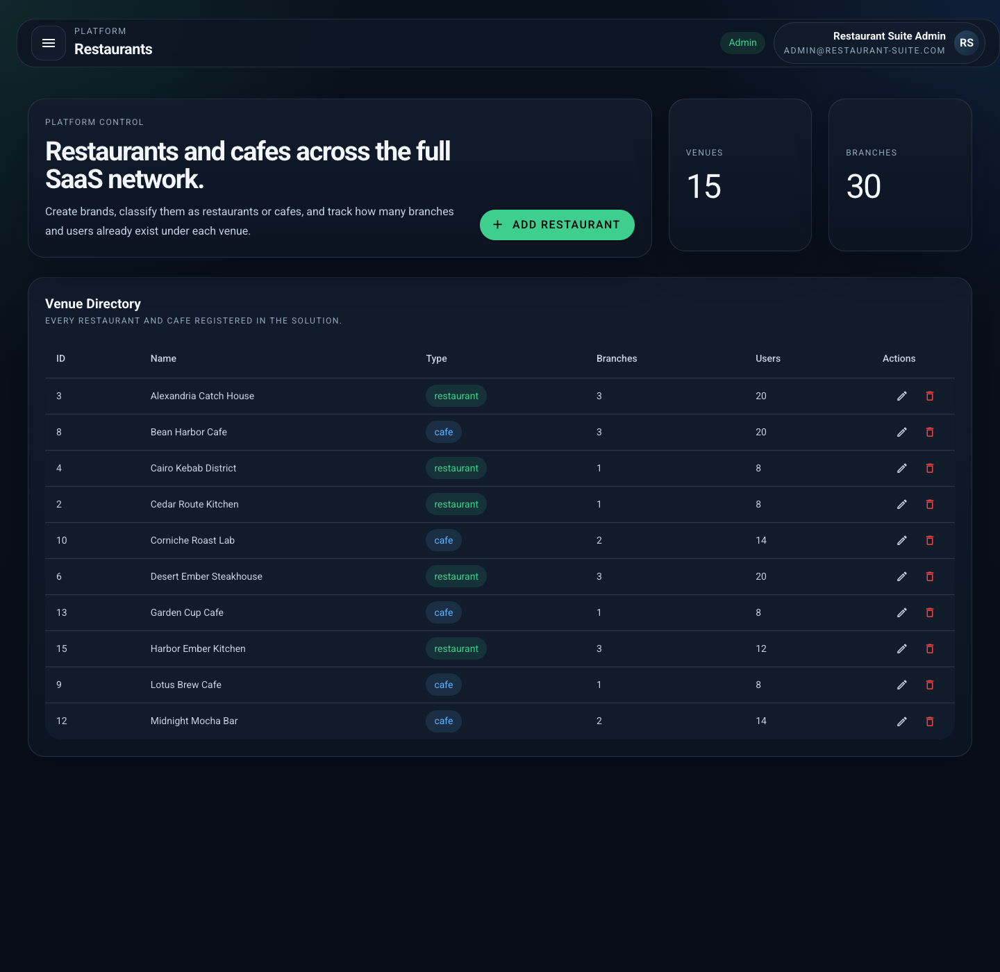 PLATFORM
Restaurants
Admin
Restaurant Suite Admin
ADMIN@RESTAURANT-SUITE.COM
RS
PLATFORM CONTROL
Restaurants and cafes across the full
SaaS network.
Create brands, classify them as restaurants or cafes, and track how many branches
and users already exist under each venue.
+ ADD RESTAURANT
VENUES
15
BRANCHES
30
Venue Directory
EVERY RESTAURANT AND CAFE REGISTERED IN THE SOLUTION.
ID Name Type Branches Users Actions
3 Alexandria Catch House restaurant 3 20
8 Bean Harbor Cafe cafe 3 20
4 Cairo Kebab District restaurant 1 8
2 Cedar Route Kitchen restaurant 1 8
10 Corniche Roast Lab cafe 2 14
6 Desert Ember Steakhouse restaurant 3 20
13 Garden Cup Cafe cafe 1 8
15 Harbor Ember Kitchen restaurant 3 12
9 Lotus Brew Cafe cafe 1 8
12 Midnight Mocha Bar cafe 2 14